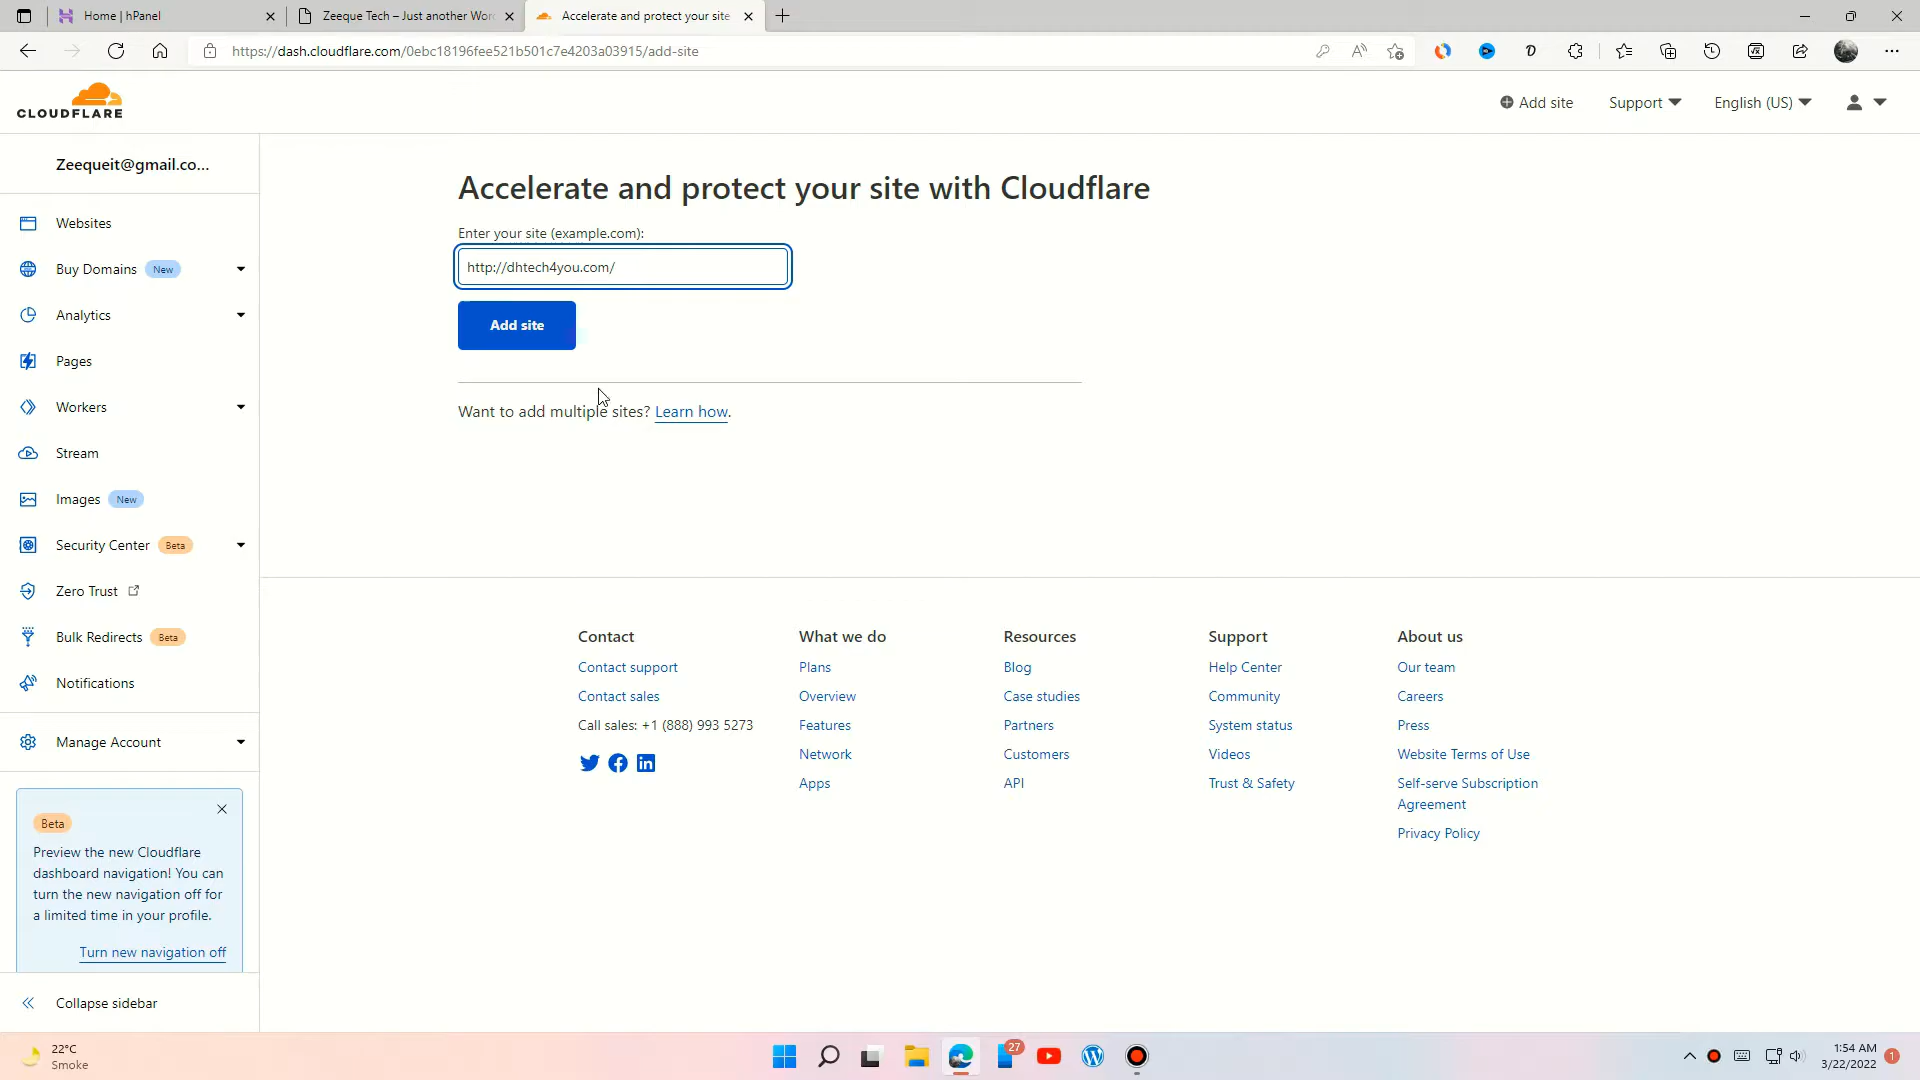 Home | hPanel
Zeeque Tech – Just another Wor
Accelerate and protect your site
https://dash.cloudflare.com/0ebc18196fee521b501c7e4203a03915/add-site
CLOUDFLARE
Add site
Support
English (US)
Zeequeit@gmail.co...
Websites
Buy Domains New
Analytics
Pages
Workers
Stream
Images New
Security Center Beta
Zero Trust
Bulk Redirects Beta
Notifications
Manage Account
Beta
Preview the new Cloudflare
dashboard navigation! You can
turn the new navigation off for
a limited time in your profile.
Turn new navigation off
Collapse sidebar
Accelerate and protect your site with Cloudflare
Enter your site (example.com):
http://dhtech4you.com/
Add site
Want to add multiple sites? Learn how.
Contact
Contact support
Contact sales
Call sales: +1 (888) 993 5273
What we do
Plans
Overview
Features
Network
Apps
Resources
Blog
Case studies
Partners
Customers
API
Support
Help Center
Community
System status
Videos
Trust & Safety
About us
Our team
Careers
Press
Website Terms of Use
Self-serve Subscription
Agreement
Privacy Policy
22°C
Smoke
27
1:54 AM
3/22/2022
1